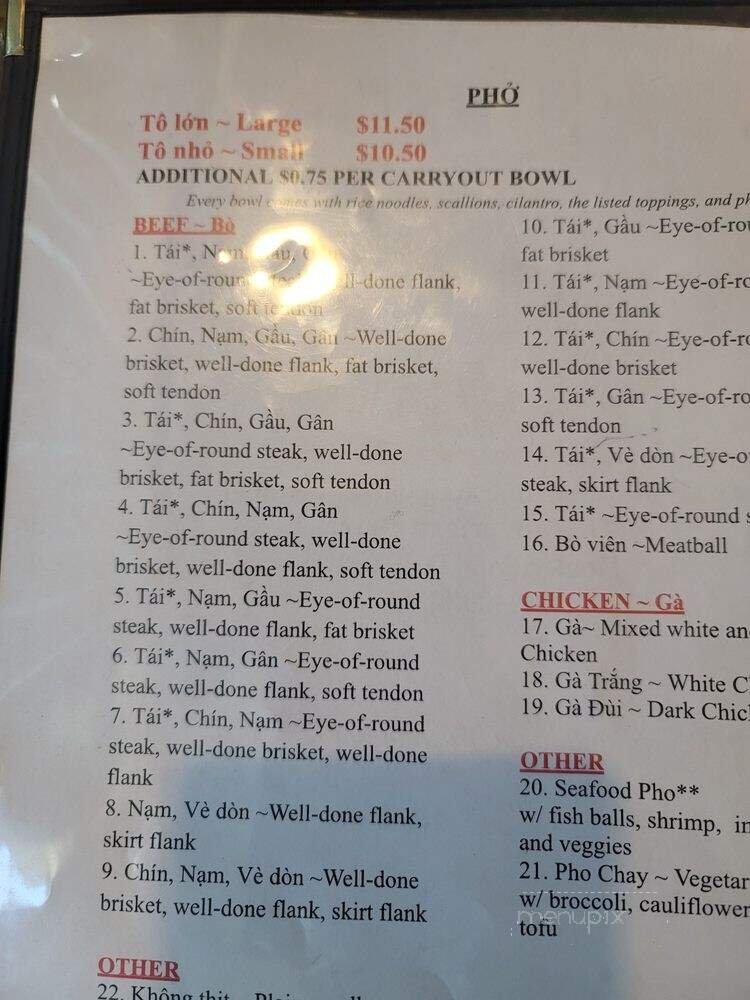 PHỞ
Tô lớn ~ Large $11.50
Tô nhỏ ~ Small $10.50
ADDITIONAL $0.75 PER CARRYOUT BOWL
Every bowl comes with rice noodles, scallions, cilantro, the listed toppings, and
BEEF ~ Bò
1. Tái*,
~Eye-of-round flank,
fat brisket, soft tendon
2. Chín, Nạm, Gầu, Gân ~Well-done
brisket, well-done flank, fat brisket,
soft tendon
3. Tái*, Chín, Gầu, Gân
~Eye-of-round steak, well-done
brisket, fat brisket, soft tendon
4. Tái*, Chín, Nạm, Gân
~Eye-of-round steak, well-done
brisket, well-done flank, soft tendon
5. Tái*, Nạm, Gầu ~Eye-of-round
steak, well-done flank, fat brisket
6. Tái*, Nạm, Gân ~Eye-of-round
steak, well-done flank, soft tendon
7. Tái*, Chín, Nạm ~Eye-of-round
steak, well-done brisket, well-done
flank
8. Nạm, Vè dòn ~Well-done flank,
skirt flank
9. Chín, Nạm, Vè dòn ~Well-done
brisket, well-done flank, skirt flank
OTHER
22. Không thịt ~
10. Tái*, Gầu ~Eye-of-
fat brisket
11. Tái*, Nạm ~Eye-of-
well-done flank
12. Tái*, Chín ~Eye-of-
well-done brisket
13. Tái*, Gân ~Eye-of-
soft tendon
14. Tái*, Vè dòn ~Eye-
steak, skirt flank
15. Tái* ~Eye-of-round
16. Bò viên ~Meatball
CHICKEN ~ Gà
17. Gà~ Mixed white
Chicken
18. Gà Trắng ~ White
19. Gà Đùi ~ Dark
OTHER
20. Seafood Pho**
w/ fish balls, shrimp,
and veggies
21. Pho Chay ~
w/ broccoli, cauliflower
tofu
menupix